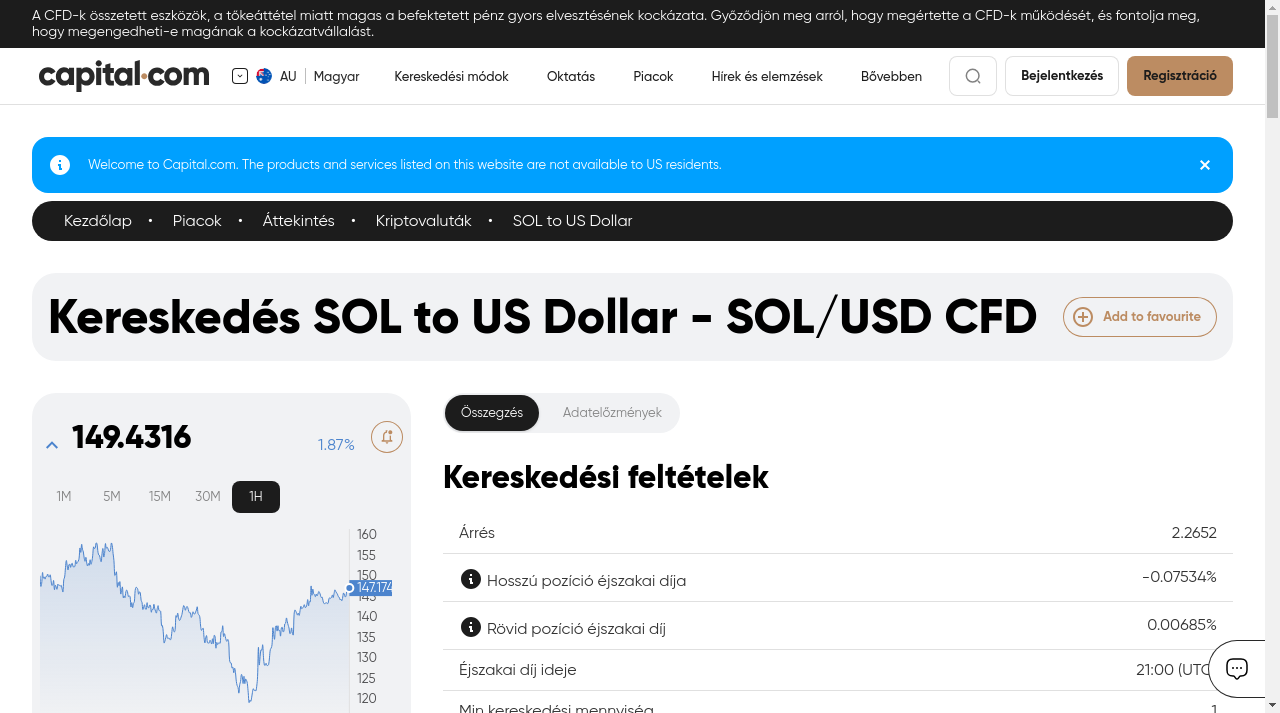 A CFD-k összetett eszközök, a tőkeáttétel miatt magas a befektetett pénz gyors elvesztésének kockázata. Győződjön meg arról, hogy megértette a CFD-k működését, és fontolja meg,
hogy megengedheti-e magának a kockázatvállalást.
capital.com
AU
Magyar
Kereskedési módok
Oktatás
Piacok
Hírek és elemzések
Bővebben
Bejelentkezés
Regisztráció
Welcome to Capital.com. The products and services listed on this website are not available to US residents.
Kezdőlap • Piacok • Áttekintés • Kriptovaluták • SOL to US Dollar
Kereskedés SOL to US Dollar - SOL/USD CFD
Add to favourite
149.4316
1.87%
1M 5M 15M 30M 1H
160
155
150
147.174
145
140
135
130
125
120
Összegzés
Adatelőzmények
Kereskedési feltételek
Árrés 2.2652
Hosszú pozíció éjszakai díja -0.07534%
Rövid pozíció éjszakai díj 0.00685%
Éjszakai díj ideje 21:00 (UTC
Min kereskedési mennyiség 1